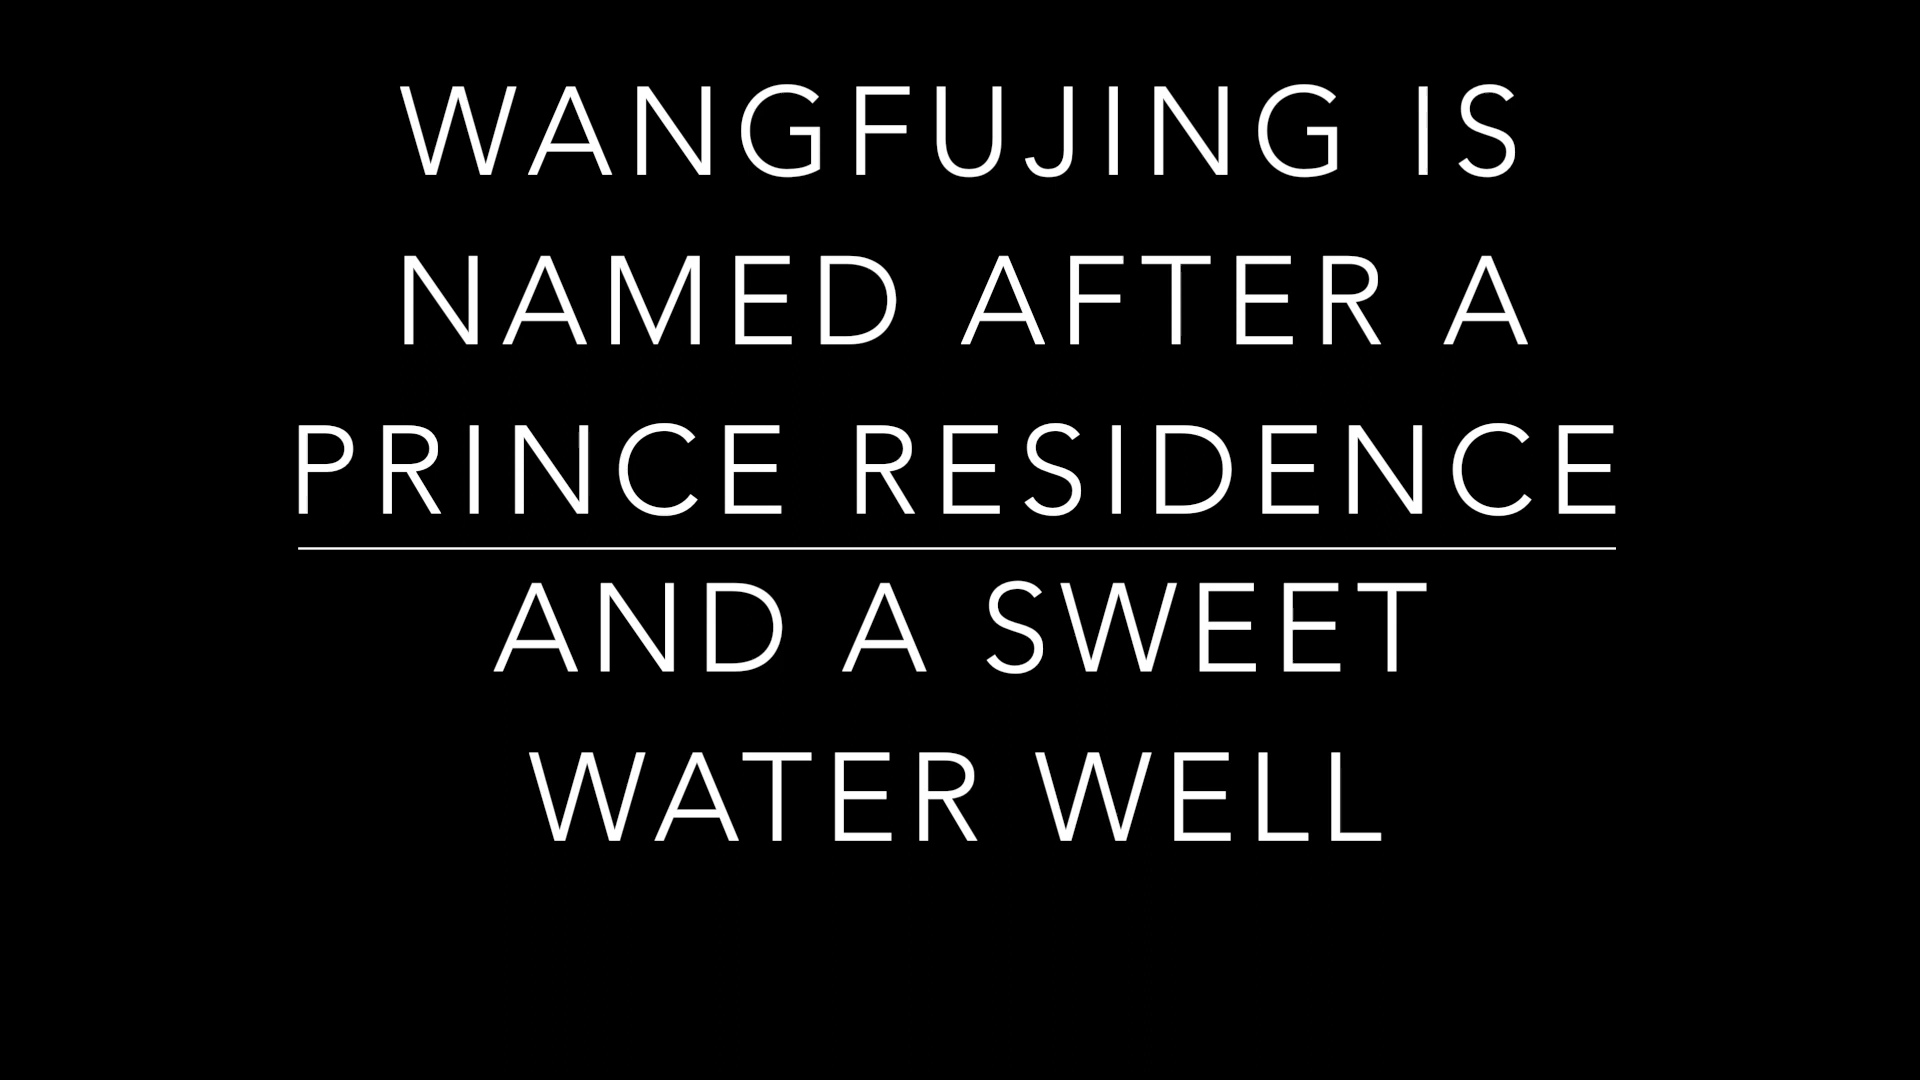 WANGFUJING IS
NAMED AFTER A
PRINCE RESIDENCE
AND A SWEET
WATER WELL